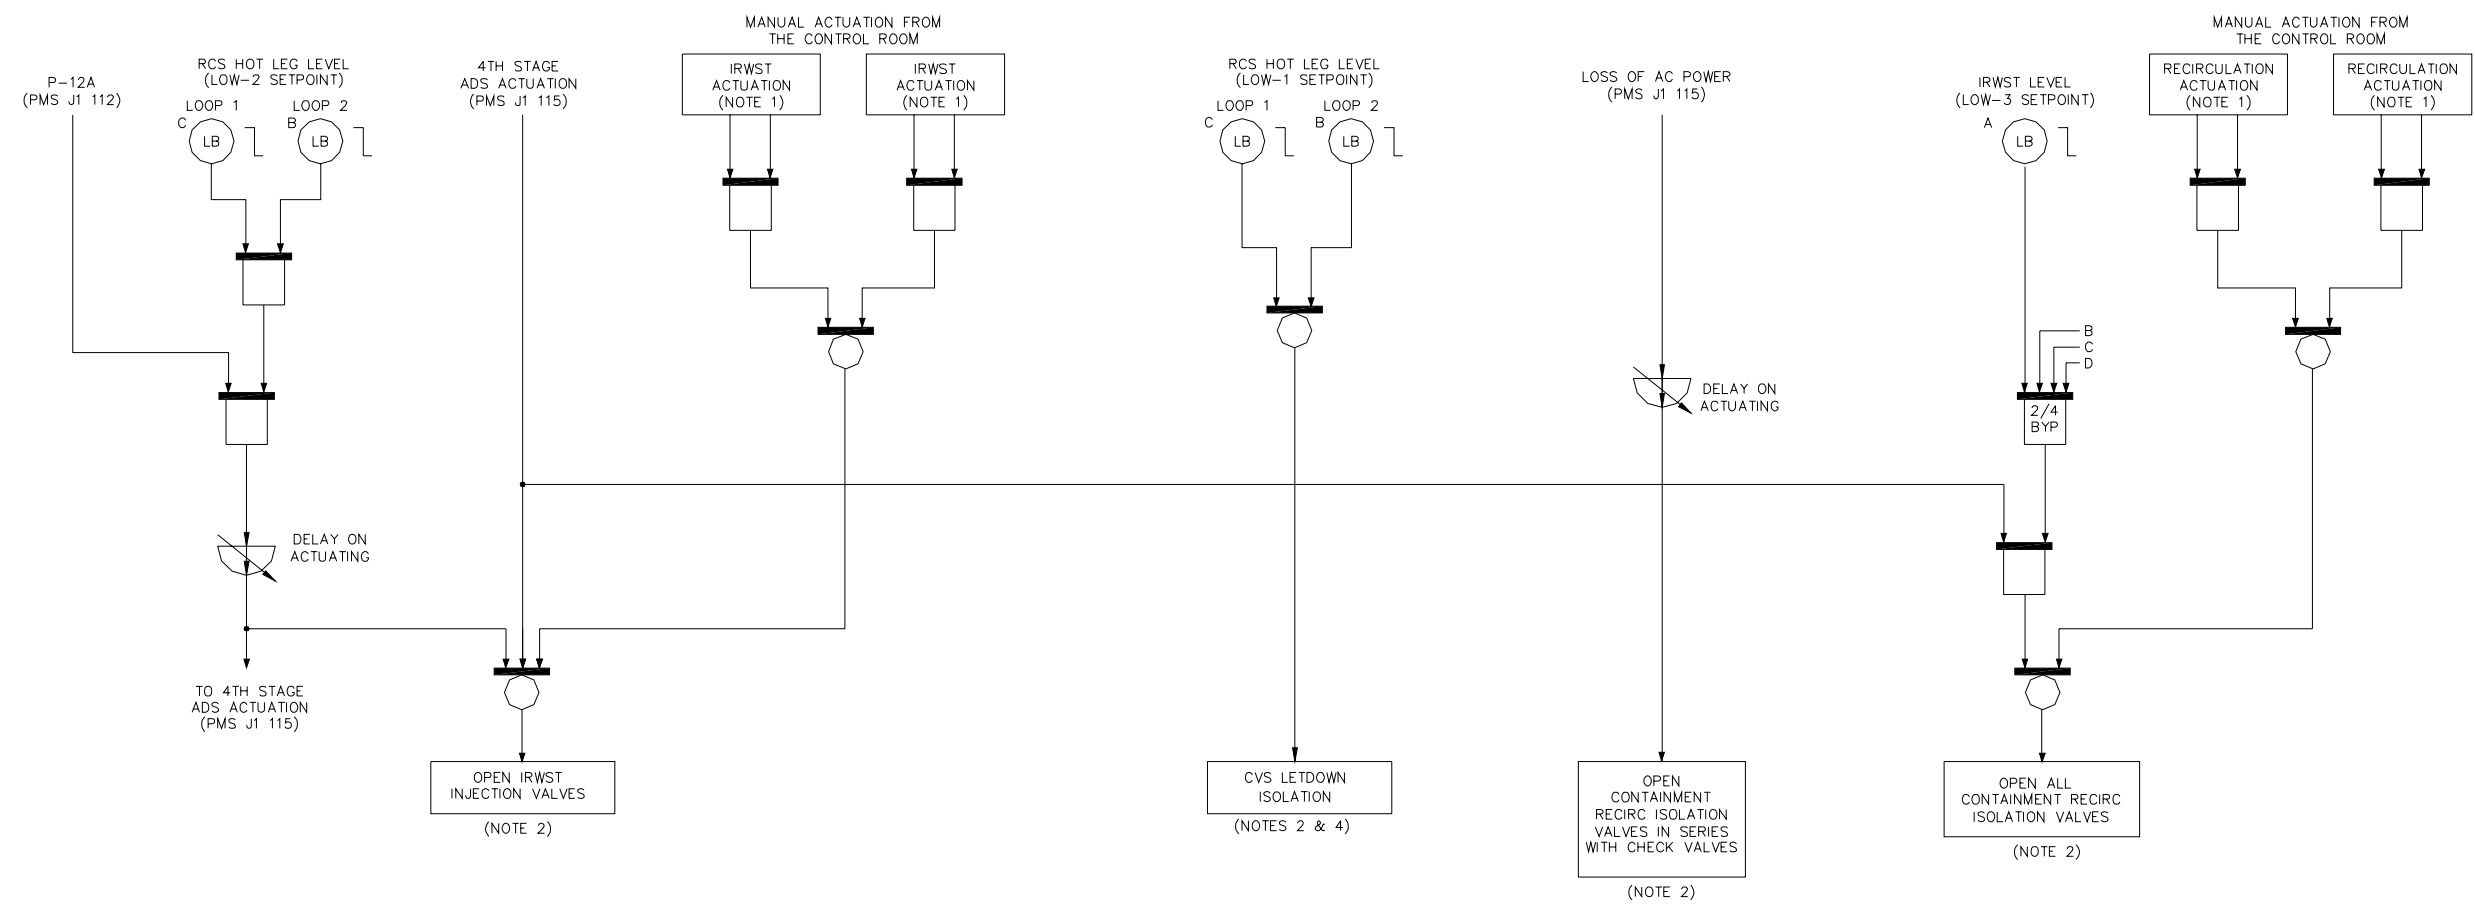 P-12A
(PMS J1 112)
RCS HOT LEG LEVEL
(LOW-2 SETPOINT)
LOOP 1
LOOP 2
C
LB
B
LB
4TH STAGE
ADS ACTUATION
(PMS J1 115)
MANUAL ACTUATION FROM
THE CONTROL ROOM
IRWST
ACTUATION
(NOTE 1)
IRWST
ACTUATION
(NOTE 1)
RCS HOT LEG LEVEL
(LOW-1 SETPOINT)
LOOP 1
LOOP 2
C
LB
B
LB
LOSS OF AC POWER
(PMS J1 115)
IRWST LEVEL
(LOW-3 SETPOINT)
A
LB
MANUAL ACTUATION FROM
THE CONTROL ROOM
RECIRCULATION
ACTUATION
(NOTE 1)
RECIRCULATION
ACTUATION
(NOTE 1)
B
C
D
2/4
BYP
DELAY ON
ACTUATING
DELAY ON
ACTUATING
TO 4TH STAGE
ADS ACTUATION
(PMS J1 115)
OPEN IRWST
INJECTION VALVES
(NOTE 2)
CVS LETDOWN
ISOLATION
(NOTES 2 & 4)
OPEN
CONTAINMENT
RECIRC ISOLATION
VALVES IN SERIES
WITH CHECK VALVES
(NOTE 2)
OPEN ALL
CONTAINMENT RECIRC
ISOLATION VALVES
(NOTE 2)